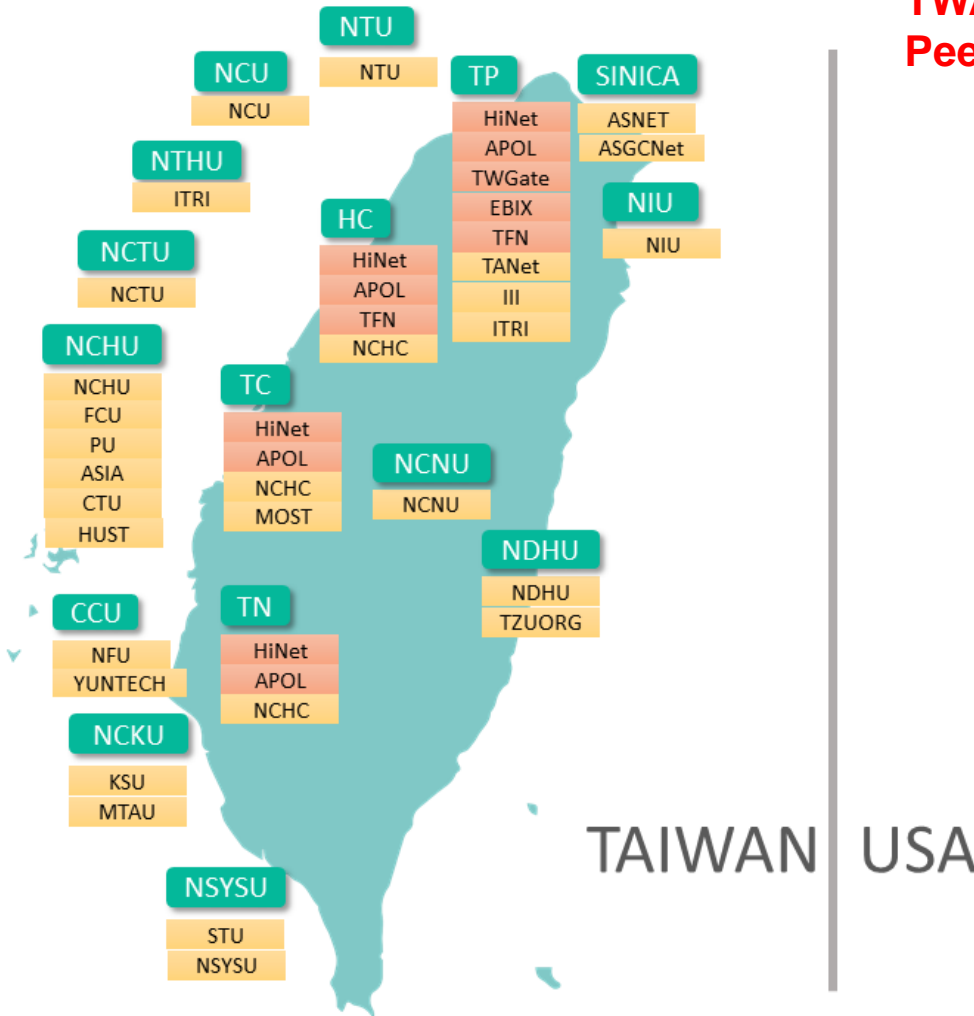 NTU
NTU
NCU
NCU
TP
HiNet
APOL
TWGate
EBIX
TFN
TANet
III
ITRI
SINICA
ASNET
ASGCNet
NTHU
ITRI
NIU
NIU
HC
HiNet
APOL
TFN
NCHC
NCTU
NCTU
NCHU
NCHU
FCU
PU
ASIA
CTU
HUST
TC
HiNet
APOL
NCHC
MOST
NCNU
NCNU
NDHU
NDHU
TZUORG
CCU
NFU
YUNTECH
TN
HiNet
APOL
NCHC
NCKU
KSU
MTAU
TAIWAN USA
NSYSU
STU
NSYSU